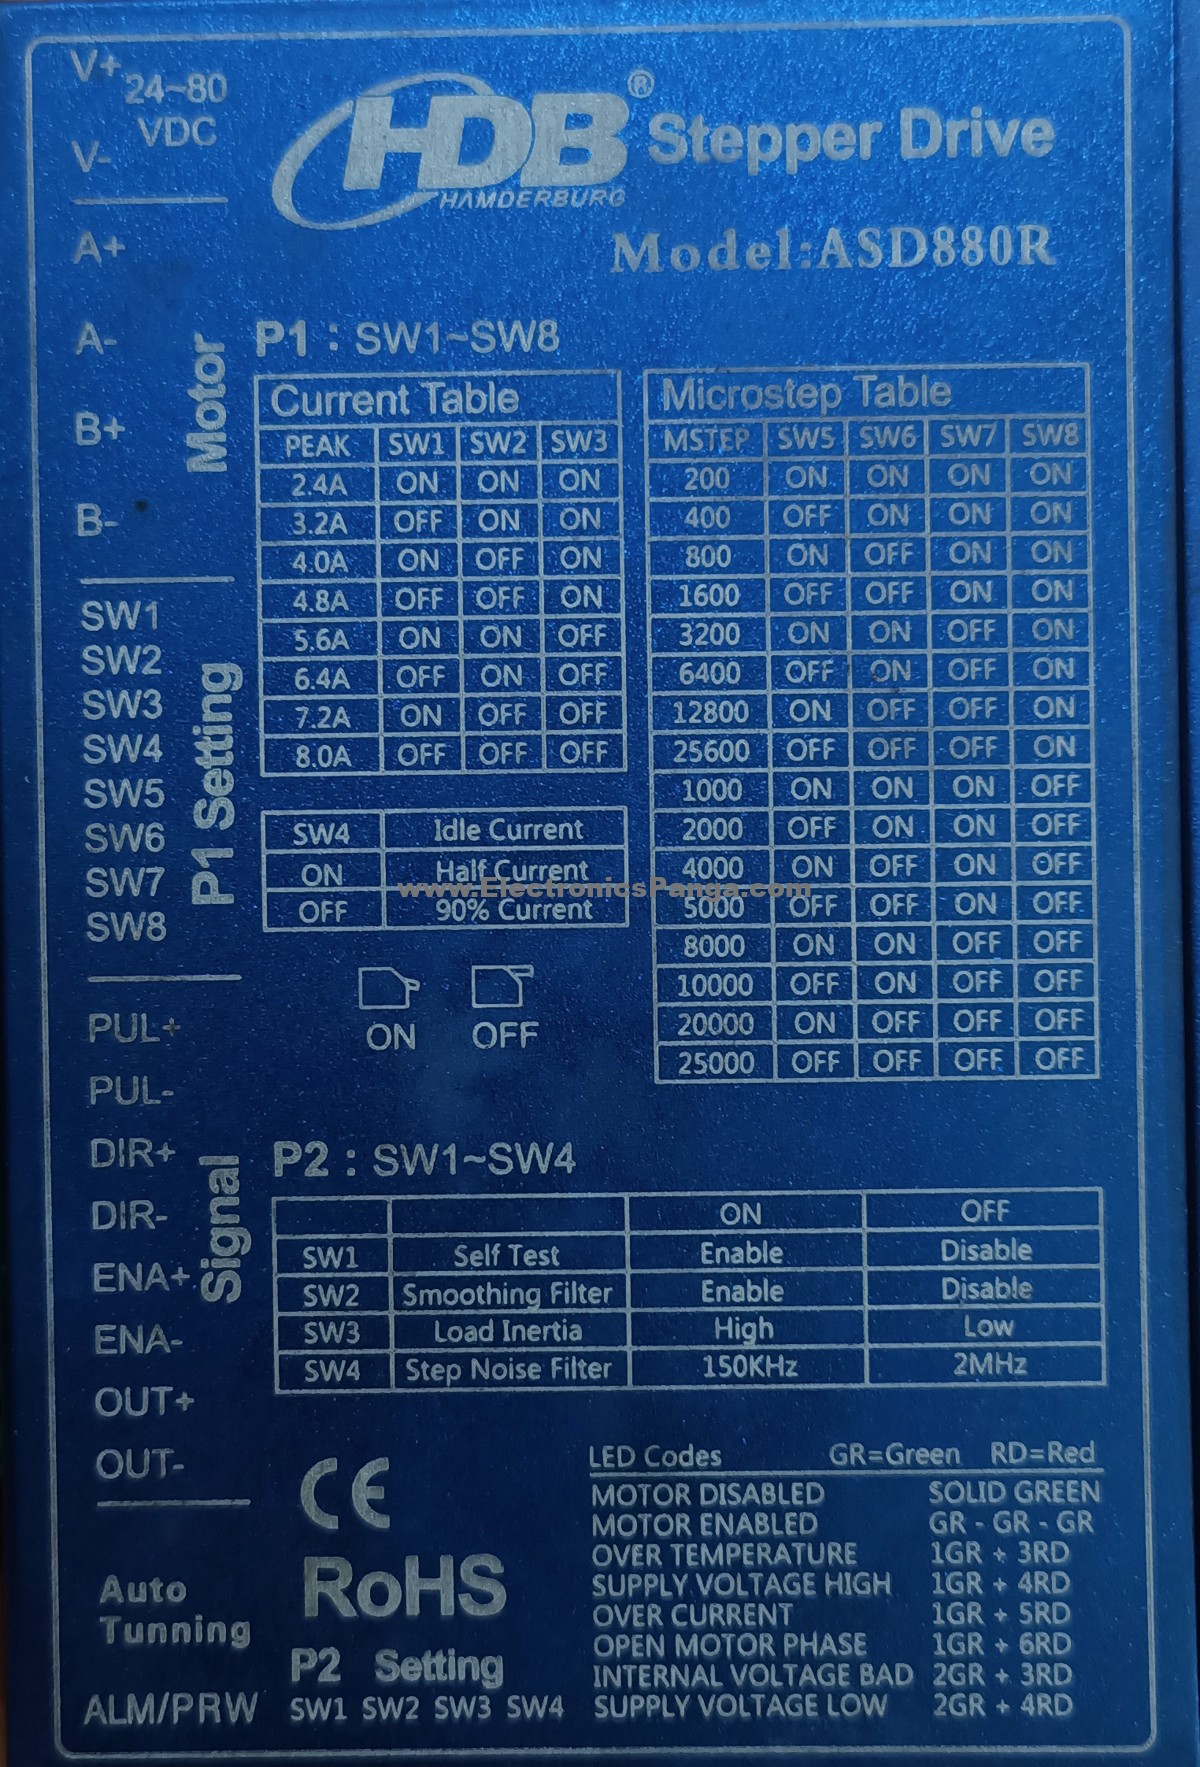 V+
24~80
VDC
V-
HDB®
HAMDERBURG
Stepper Drive
Model:ASD880R
A+
A-
B+
B-
Motor
SW1
SW2
SW3
SW4
SW5
SW6
SW7
SW8
P1 Setting
PUL+
PUL-
DIR+
DIR-
ENA+
ENA-
OUT+
OUT-
Signal
Auto
Tunning
ALM/PRW
P1 : SW1~SW8
Current Table
PEAK SW1 SW2 SW3
2.4A ON ON ON
3.2A OFF ON ON
4.0A ON OFF ON
4.8A OFF OFF ON
5.6A ON ON OFF
6.4A OFF ON OFF
7.2A ON OFF OFF
8.0A OFF OFF OFF
SW4 Idle Current
ON Half Current
OFF 90% Current
ON OFF
Microstep Table
MSTEP SW5 SW6 SW7 SW8
200 ON ON ON ON
400 OFF ON ON ON
800 ON OFF ON ON
1600 OFF OFF ON ON
3200 ON ON OFF ON
6400 OFF ON OFF ON
12800 ON OFF OFF ON
25600 OFF OFF OFF ON
1000 ON ON ON OFF
2000 OFF ON ON OFF
4000 ON OFF ON OFF
5000 OFF OFF ON OFF
8000 ON ON OFF OFF
10000 OFF ON OFF OFF
20000 ON OFF OFF OFF
25000 OFF OFF OFF OFF
www.ElectronicsPanga.com
P2 : SW1~SW4
ON OFF
SW1 Self Test Enable Disable
SW2 Smoothing Filter Enable Disable
SW3 Load Inertia High Low
SW4 Step Noise Filter 150KHz 2MHz
CE
RoHS
P2 Setting
SW1 SW2 SW3 SW4
LED Codes GR=Green RD=Red
MOTOR DISABLED SOLID GREEN
MOTOR ENABLED GR - GR - GR
OVER TEMPERATURE 1GR + 3RD
SUPPLY VOLTAGE HIGH 1GR + 4RD
OVER CURRENT 1GR + 5RD
OPEN MOTOR PHASE 1GR + 6RD
INTERNAL VOLTAGE BAD 2GR + 3RD
SUPPLY VOLTAGE LOW 2GR + 4RD